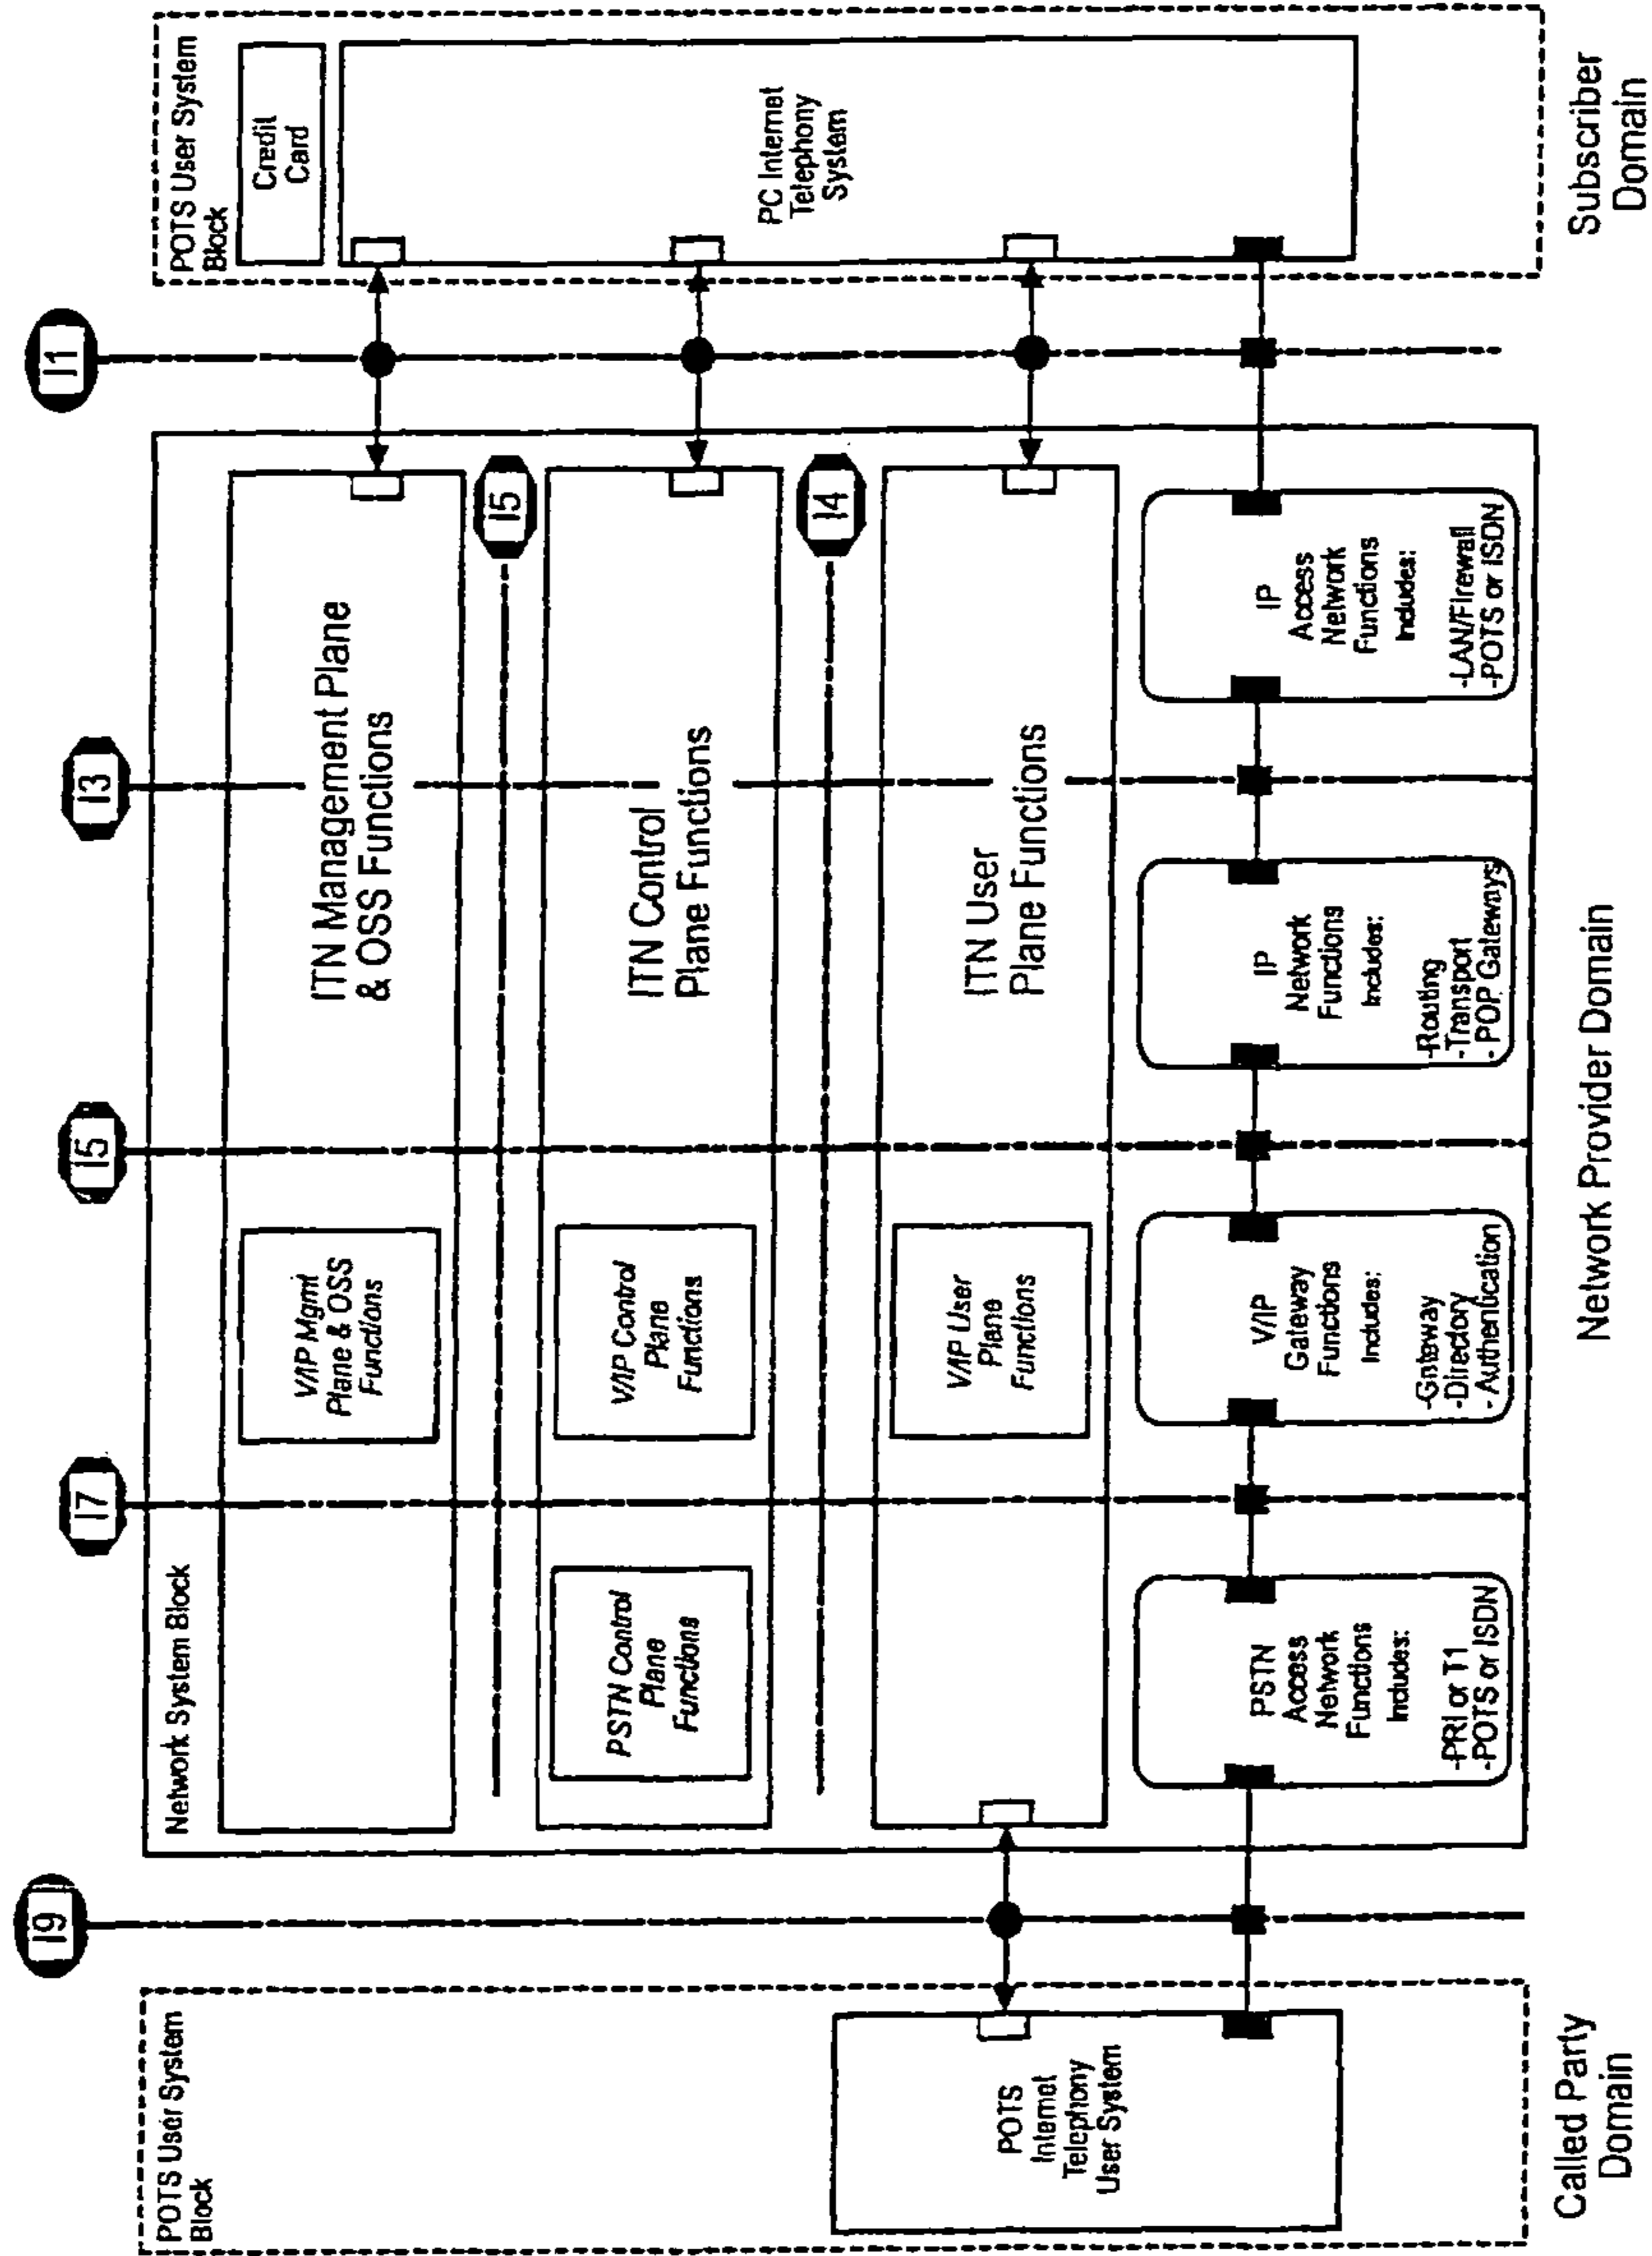 I9
I7
I5
I3
I1
POTS User System
Block
POTS
Internet
Telephony
User System
Called Party
Domain
Network System Block
ITN Management Plane
& OSS Functions
V/IP Mgmt
Plane & OSS
Functions
I5
PSTN Control
Plane
Functions
V/IP Control
Plane
Functions
ITN Control
Plane Functions
I4
V/IP User
Plane
Functions
ITN User
Plane Functions
PSTN
Access
Network
Functions
Includes:
-PRI or T1
-POTS or ISDN
V/IP
Gateway
Functions
Includes:
-Gateway
-Directory
-Authentication
IP
Network
Functions
Includes:
-Routing
-Transport
-POP Gateways
IP
Access
Network
Functions
Includes:
-LAN/Firewall
-POTS or ISDN
Network Provider Domain
POTS User System
Block
Credit
Card
PC Internet
Telephony
System
Subscriber
Domain